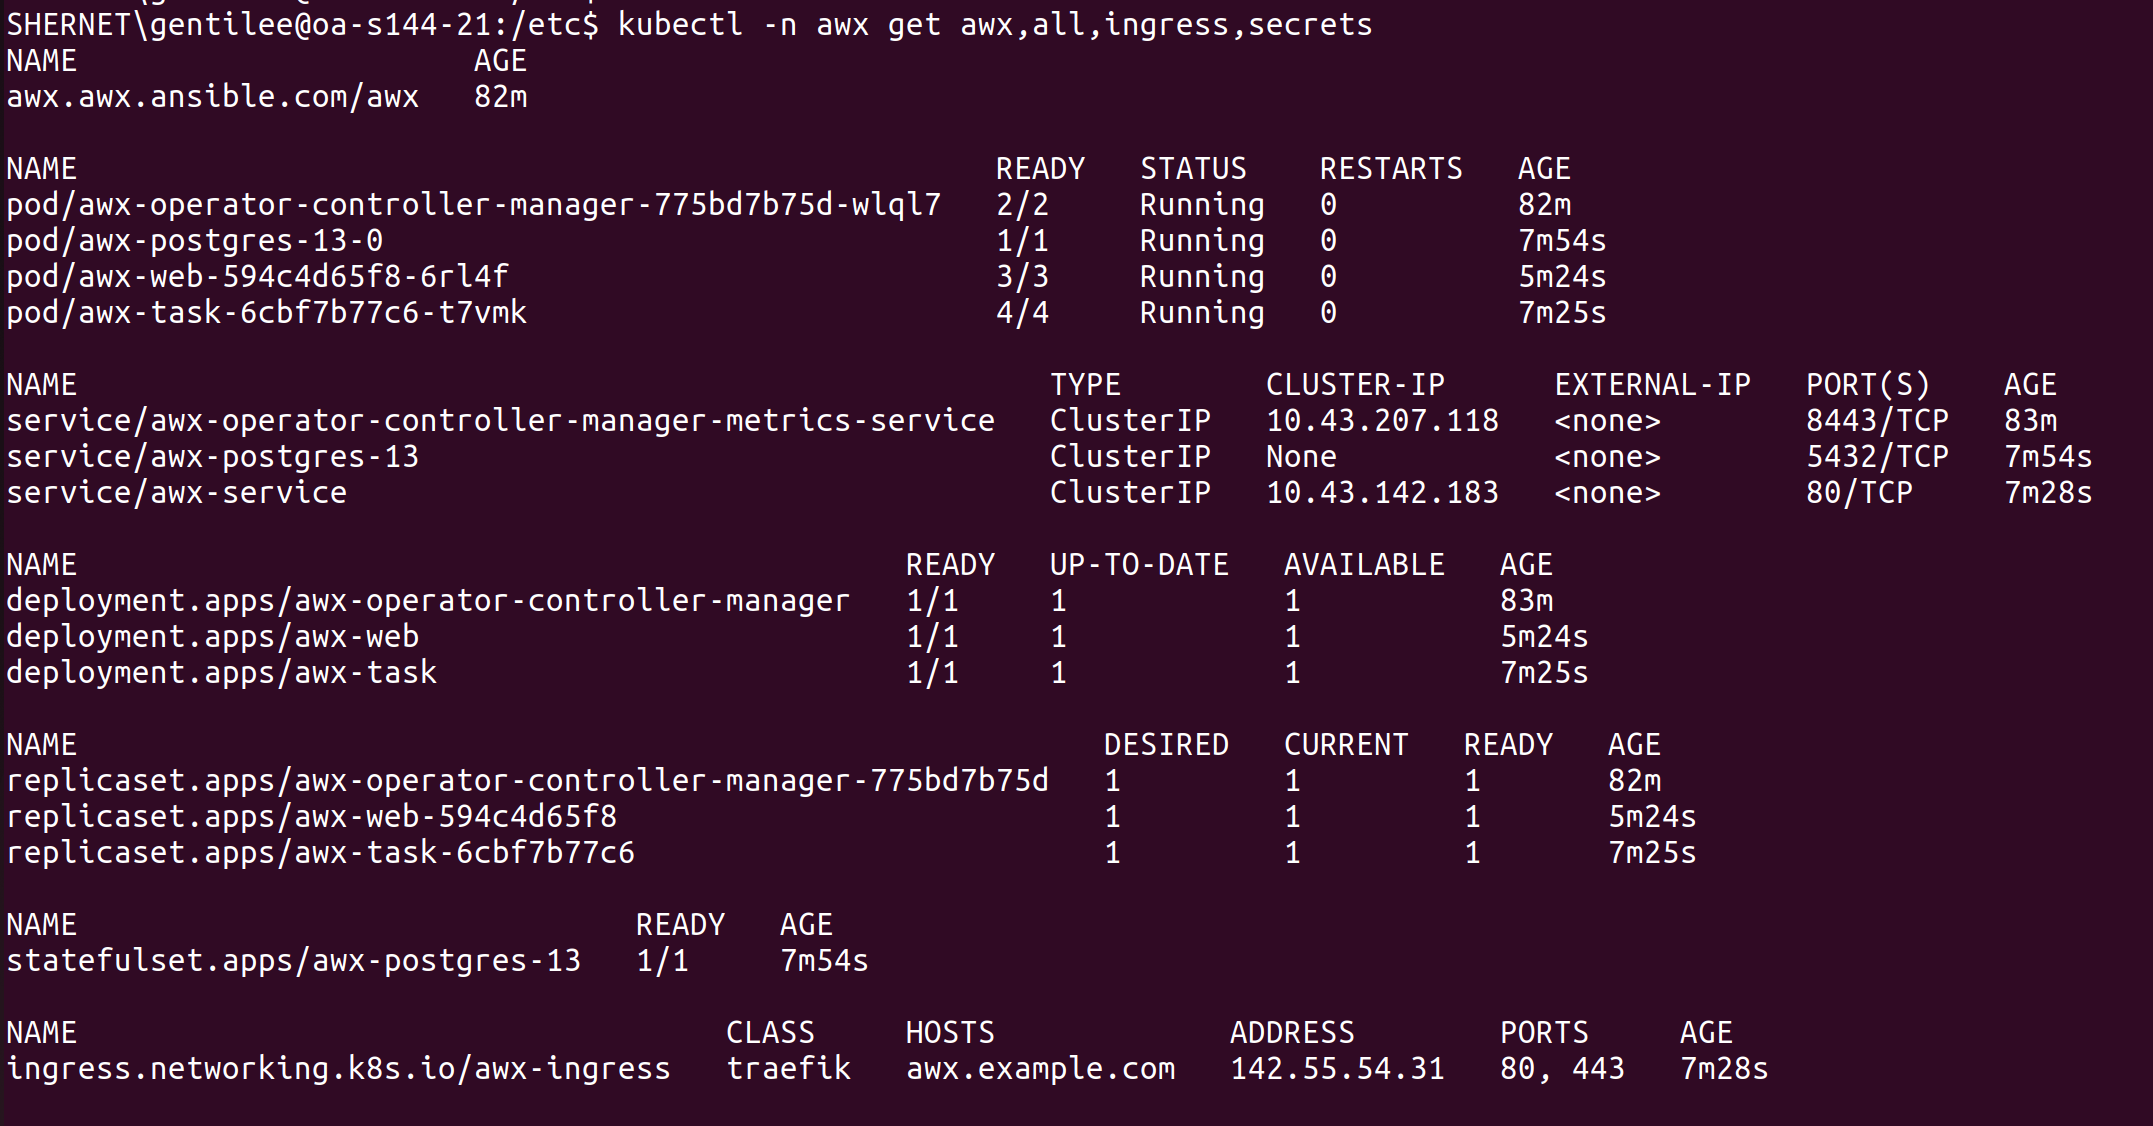 SHERNET\gentilee@oa-s144-21:/etc$ kubectl -n awx get awx,all,ingress,secrets
NAME                      AGE
awx.awx.ansible.com/awx   82m

NAME                                                   READY   STATUS    RESTARTS   AGE
pod/awx-operator-controller-manager-775bd7b75d-wlql7   2/2     Running   0          82m
pod/awx-postgres-13-0                                  1/1     Running   0          7m54s
pod/awx-web-594c4d65f8-6rl4f                           3/3     Running   0          5m24s
pod/awx-task-6cbf7b77c6-t7vmk                          4/4     Running   0          7m25s

NAME                                                      TYPE        CLUSTER-IP      EXTERNAL-IP   PORT(S)    AGE
service/awx-operator-controller-manager-metrics-service   ClusterIP   10.43.207.118   <none>        8443/TCP   83m
service/awx-postgres-13                                   ClusterIP   None            <none>        5432/TCP   7m54s
service/awx-service                                       ClusterIP   10.43.142.183   <none>        80/TCP     7m28s

NAME                                              READY   UP-TO-DATE   AVAILABLE   AGE
deployment.apps/awx-operator-controller-manager   1/1     1            1           83m
deployment.apps/awx-web                           1/1     1            1           5m24s
deployment.apps/awx-task                          1/1     1            1           7m25s

NAME                                                         DESIRED   CURRENT   READY   AGE
replicaset.apps/awx-operator-controller-manager-775bd7b75d   1         1         1       82m
replicaset.apps/awx-web-594c4d65f8                           1         1         1       5m24s
replicaset.apps/awx-task-6cbf7b77c6                          1         1         1       7m25s

NAME                               READY   AGE
statefulset.apps/awx-postgres-13   1/1     7m54s

NAME                                    CLASS     HOSTS             ADDRESS        PORTS     AGE
ingress.networking.k8s.io/awx-ingress   traefik   awx.example.com   142.55.54.31   80, 443   7m28s